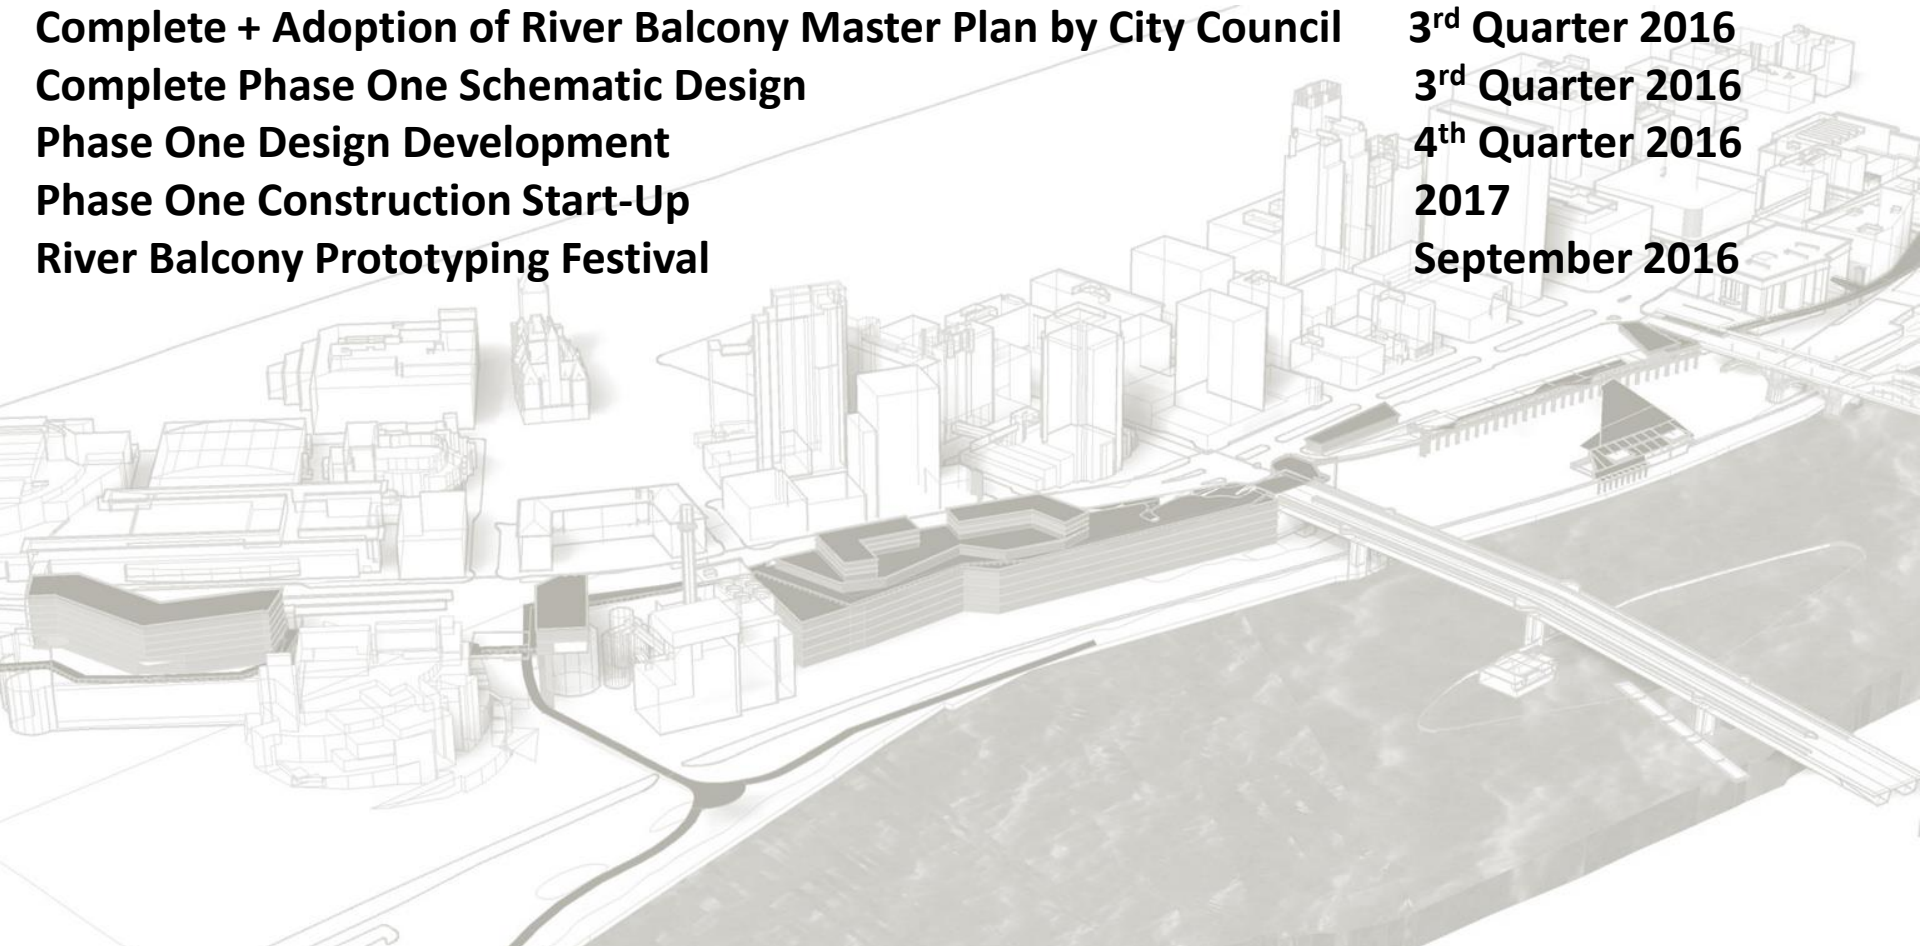 Complete + Adoption of River Balcony Master Plan by City Council 3rd Quarter 2016
Complete Phase One Schematic Design 3rd Quarter 2016
Phase One Design Development 4th Quarter 2016
Phase One Construction Start-Up 2017
River Balcony Prototyping Festival September 2016